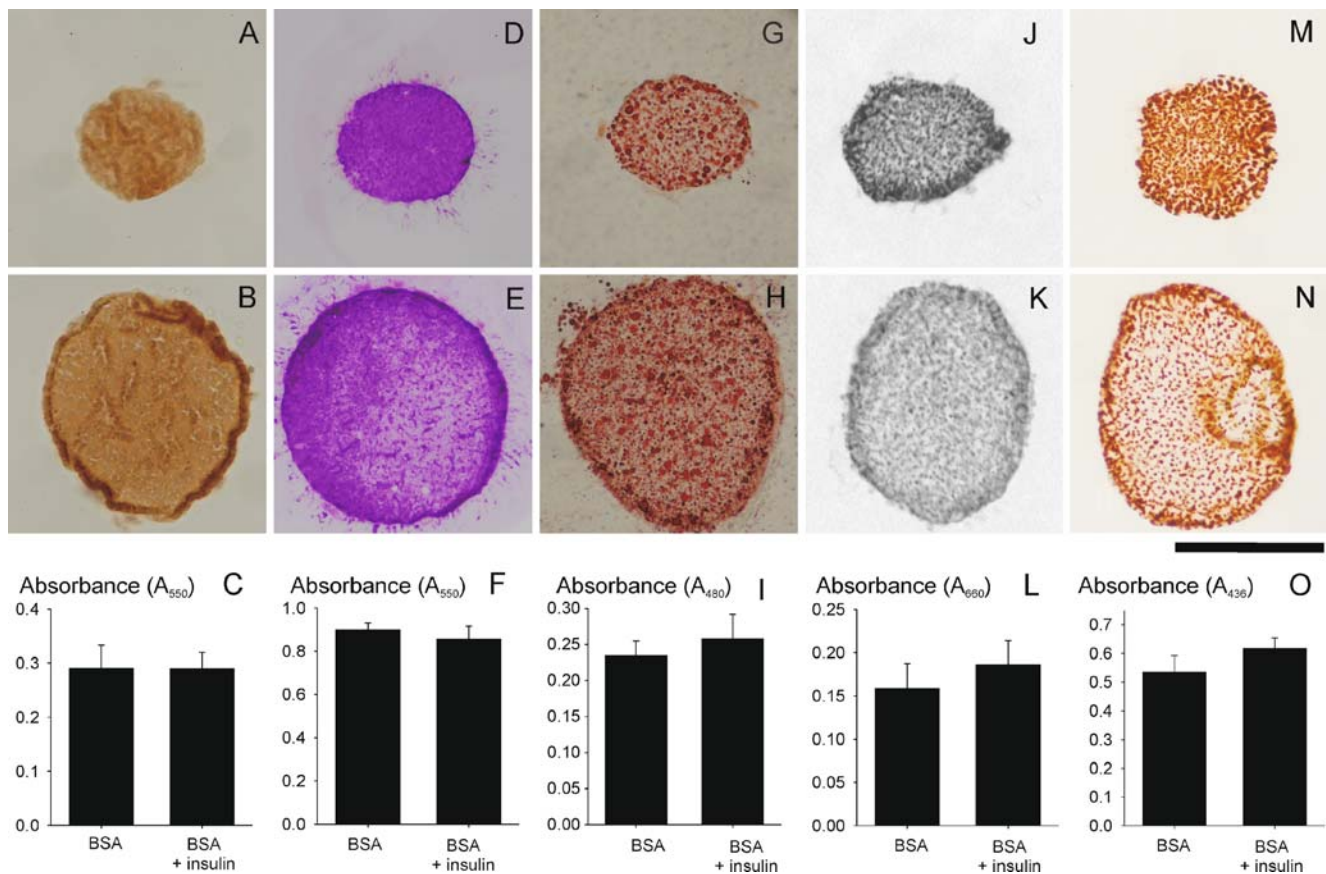 A
D
G
J
M
B
E
H
K
N
Absorbance (A₅₅₀) C
0.4
0.3
0.2
0.1
0.0
BSA
BSA
+ insulin
Absorbance (A₅₅₀) F
1.0
0.8
0.6
0.4
0.2
0.0
BSA
BSA
+ insulin
Absorbance (A₄₈₀) I
0.30
0.25
0.20
0.15
0.10
0.05
0.00
BSA
BSA
+ insulin
Absorbance (A₆₆₀) L
0.25
0.20
0.15
0.10
0.05
0.00
BSA
BSA
+ insulin
Absorbance (A₄₃₆) O
0.7
0.6
0.5
0.4
0.3
0.2
0.1
0.0
BSA
BSA
+ insulin